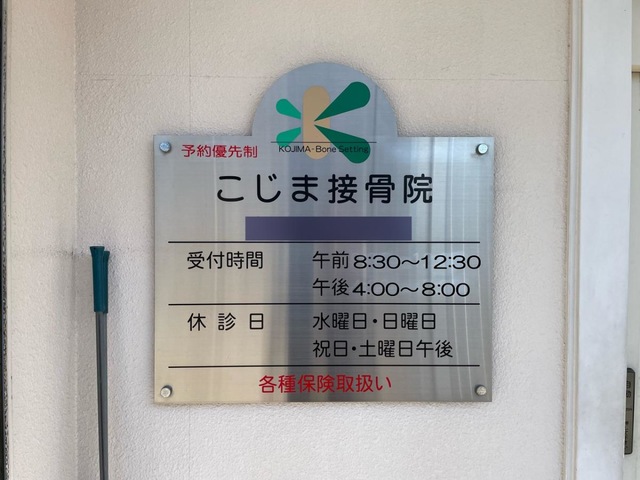 KOJIMA-Bone Setting
予約優先制
こじま接骨院
受付時間 午前 8:30〜12:30
午後 4:00〜8:00
休診日 水曜日・日曜日
祝日・土曜日午後
各種保険取扱い